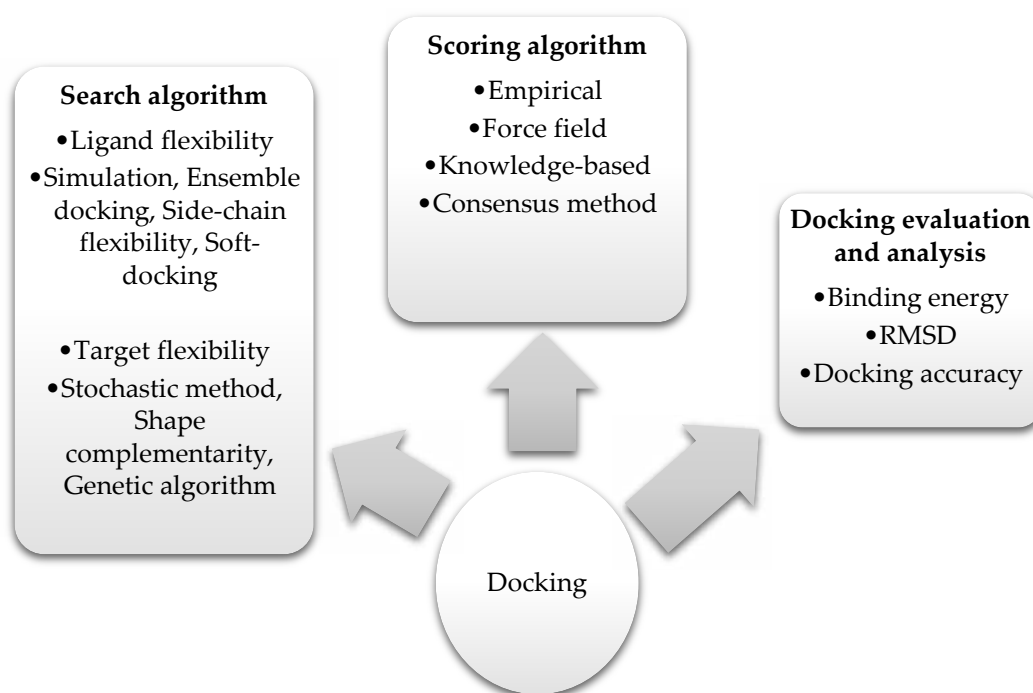 Search algorithm
•Ligand flexibility
•Simulation, Ensemble
docking, Side-chain
flexibility, Soft-
docking
•Target flexibility
•Stochastic method,
Shape
complementarity,
Genetic algorithm
Scoring algorithm
•Empirical
•Force field
•Knowledge-based
•Consensus method
Docking evaluation
and analysis
•Binding energy
•RMSD
•Docking accuracy
Docking